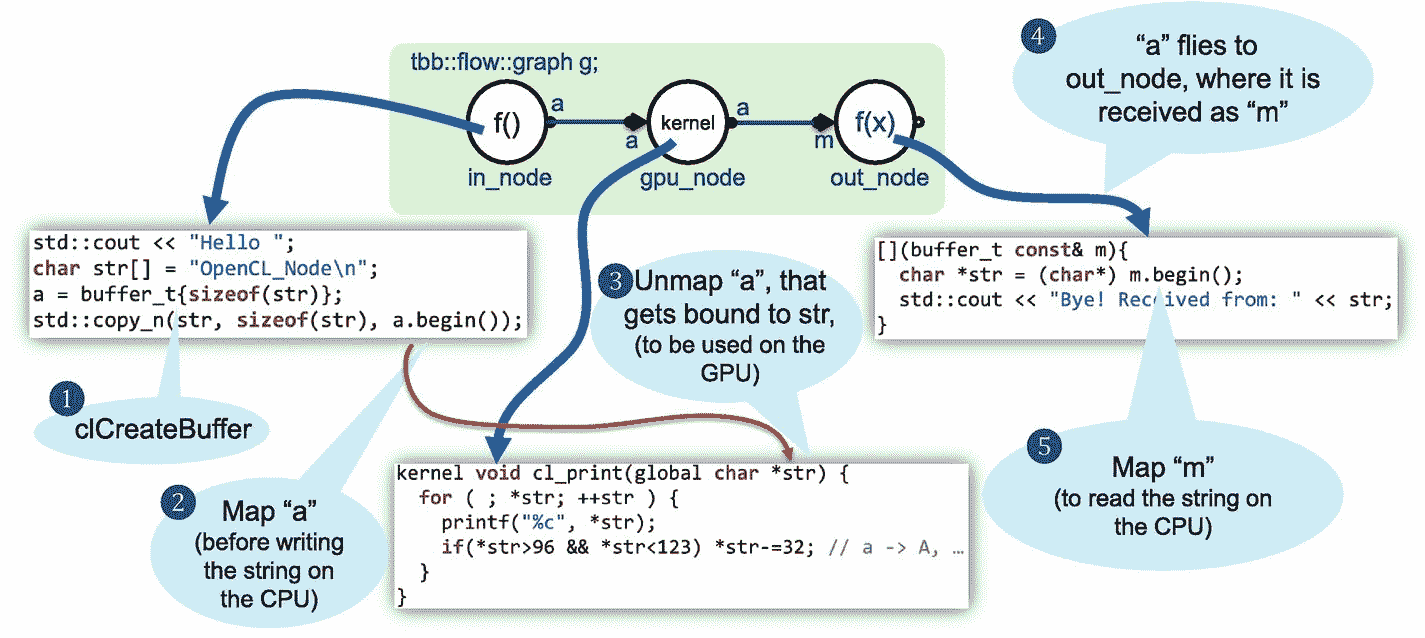 tbb::flow::graph g;
f()
a
a
kernel
a
m
f(x)
in_node
gpu_node
out_node
4
“a” flies to
out_node, where it is
received as “m”
std::cout << "Hello ";
char str[] = "OpenCL_Node\n";
a = buffer_t{sizeof(str)};
std::copy_n(str, sizeof(str), a.begin());
3
Unmap “a”, that
gets bound to str,
(to be used on the
GPU)
[](buffer_t const& m){
char *str = (char*) m.begin();
std::cout << "Bye! Received from: " << str;
}
1
clCreateBuffer
2
Map “a”
(before writing
the string on
the CPU)
kernel void cl_print(global char *str) {
for ( ; *str; ++str ) {
printf("%c", *str);
if(*str>96 && *str<123) *str-=32; // a -> A, …
}
}
5
Map “m”
(to read the string on
the CPU)